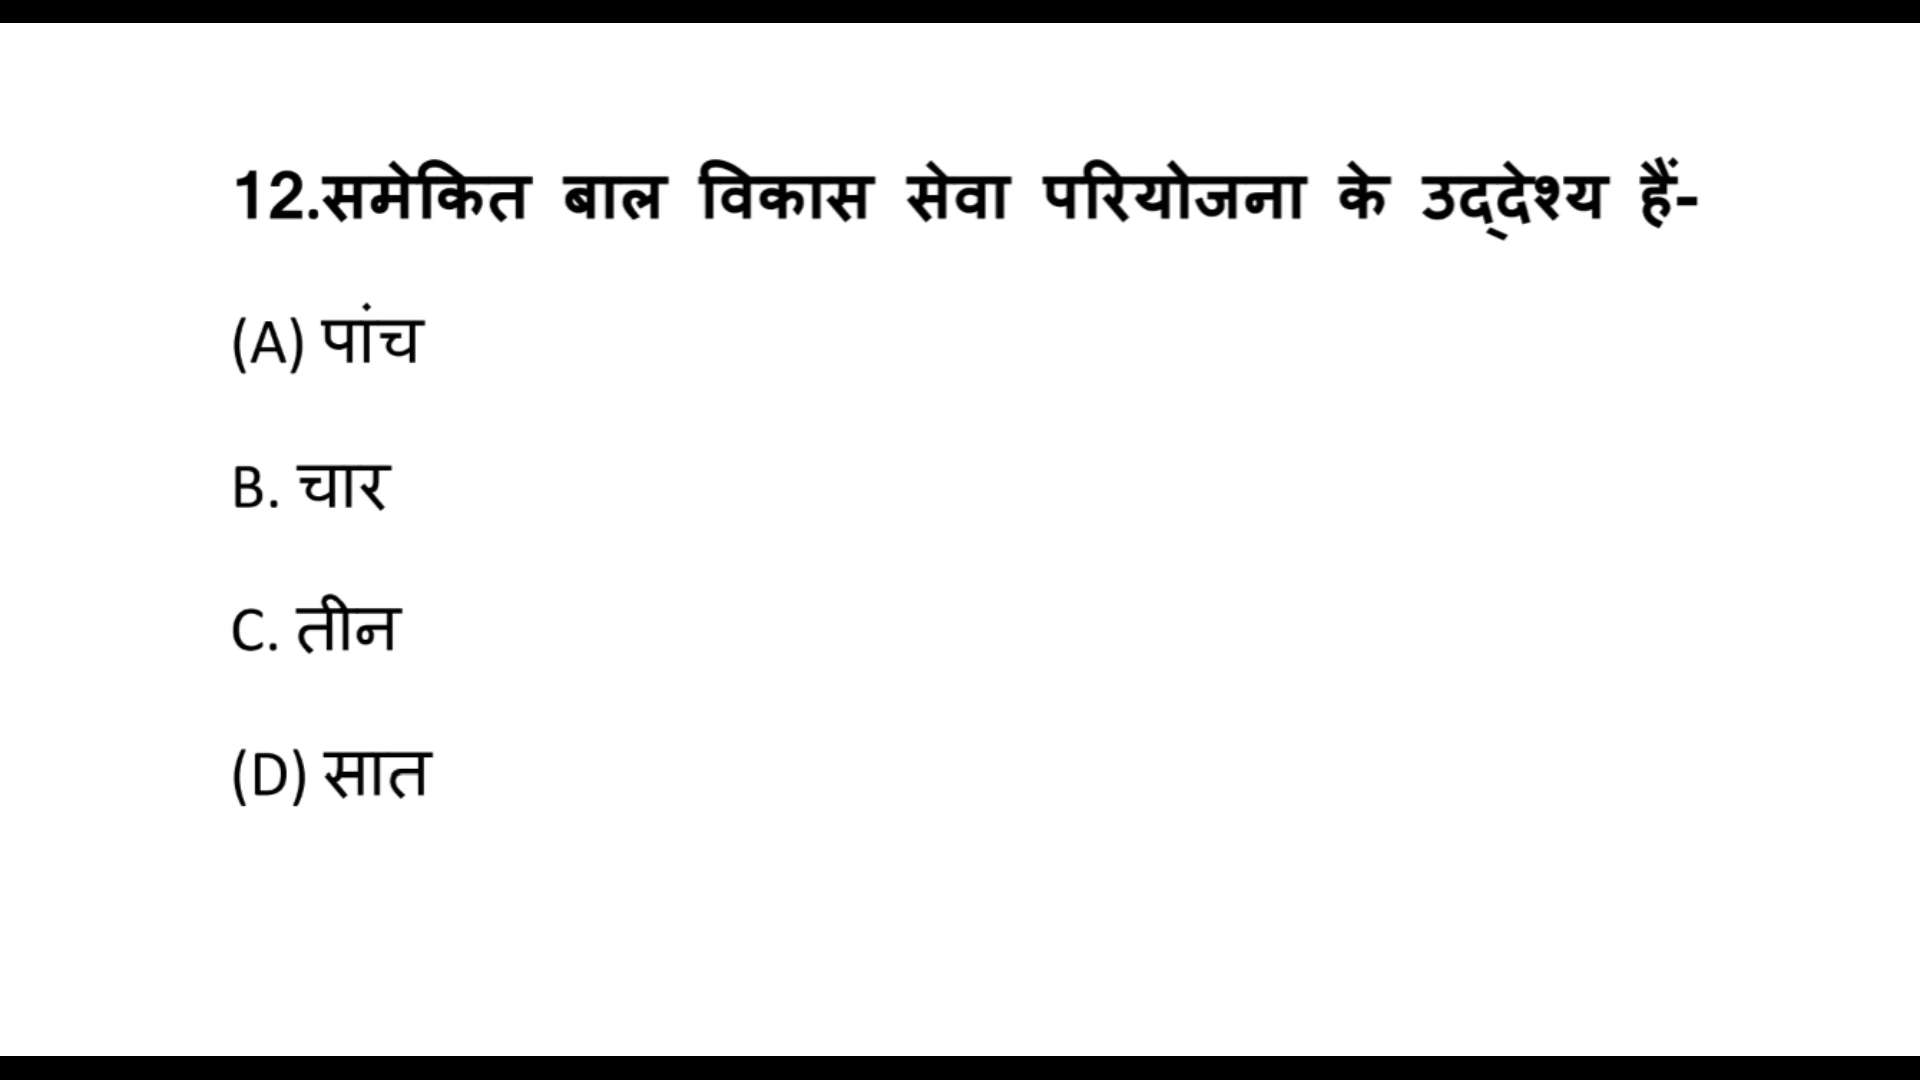 12.समेकित बाल विकास सेवा परियोजना के उद्देश्य हैं-
(A) पांच
B. चार
C. तीन
(D) सात